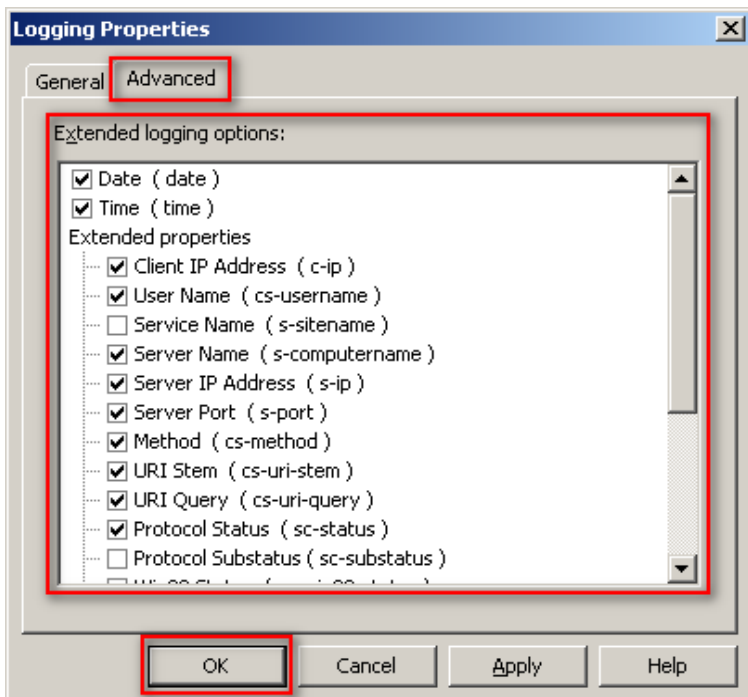 Logging Properties
General
Advanced
Extended logging options:
Date ( date )
Time ( time )
Extended properties
Client IP Address ( c-ip )
User Name ( cs-username )
Service Name ( s-sitename )
Server Name ( s-computername )
Server IP Address ( s-ip )
Server Port ( s-port )
Method ( cs-method )
URI Stem ( cs-uri-stem )
URI Query ( cs-uri-query )
Protocol Status ( sc-status )
Protocol Substatus ( sc-substatus )
OK
Cancel
Apply
Help